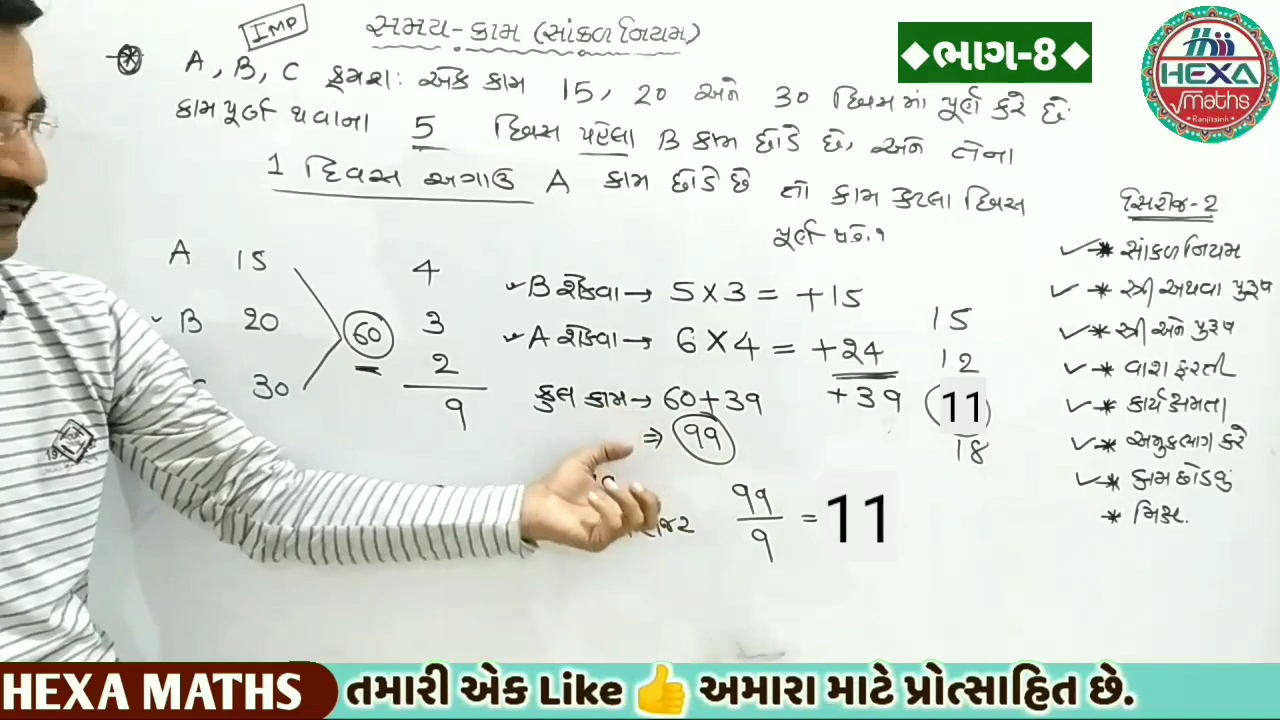 IMP
સમય-કામ (સાંકળ નિયમ)
◆ભાગ-8◆
HEXA
Maths
Ranjitsinh
A, B, C ક્રમશઃ એક કામ 15, 20 અને 30 દિવસમાં પૂર્ણ કરે છે.
કામ પૂર્ણ થવાના 5 દિવસ પહેલા B કામ છોડે છે, અને તેના
1 દિવસ અગાઉ A કામ છોડે છે તો કામ કેટલા દિવસ
પૂર્ણ થશે.?
A 15 4
B 20 60 3
30 2
9
B રોકવા → 5 × 3 = +15
A રોકવા → 6 × 4 = +24
+39
કુલ કામ → 60+39
⇒ 99
99/9 = 11
15
12
(11)
18
સિરીઝ-2
✓* સાંકળ નિયમ
✓* સ્ત્રી અથવા પુરૂષ
✓* સ્ત્રી અને પુરૂષ
✓* વારા ફરતી
✓* કાર્યક્ષમતા
✓* અમુક ભાગ કરે
✓* કામ છોડવું
* મિક્ષ.
HEXA MATHS
તમારી એક Like 👍 અમારા માટે પ્રોત્સાહિત છે.